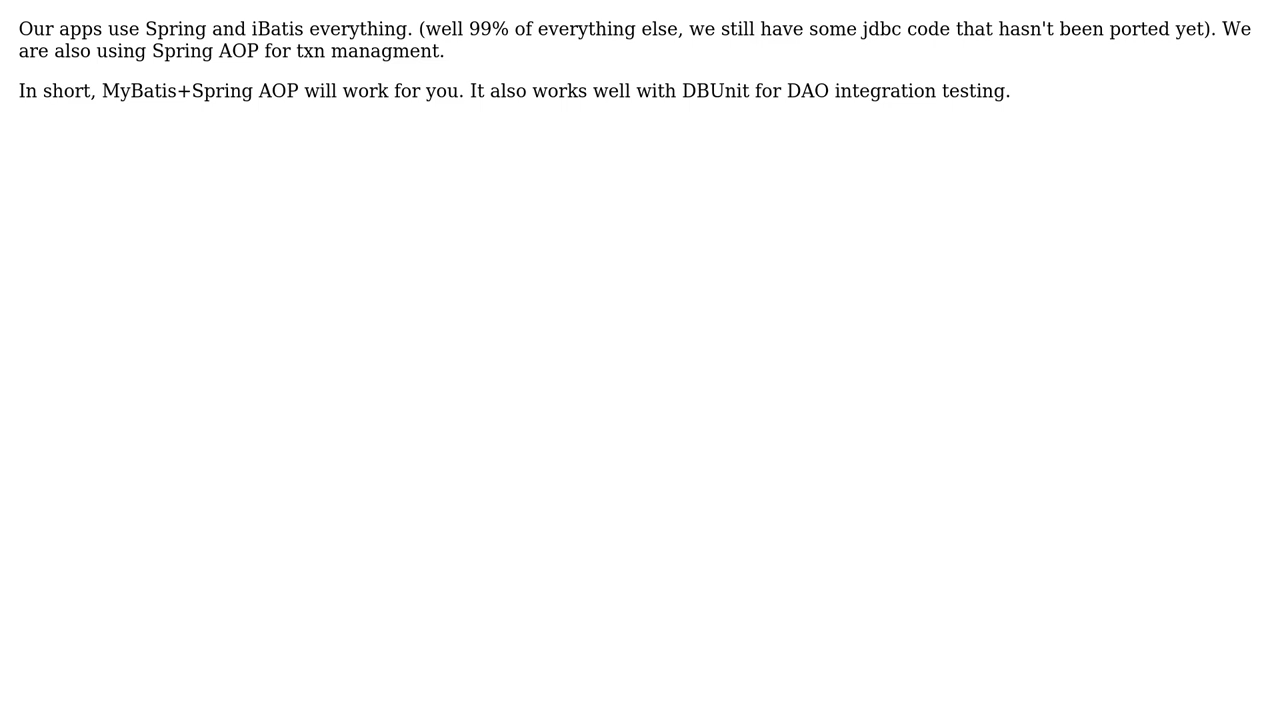 Our apps use Spring and iBatis everything. (well 99% of everything else, we still have some jdbc code that hasn't been ported yet). We
are also using Spring AOP for txn managment.
In short, MyBatis+Spring AOP will work for you. It also works well with DBUnit for DAO integration testing.